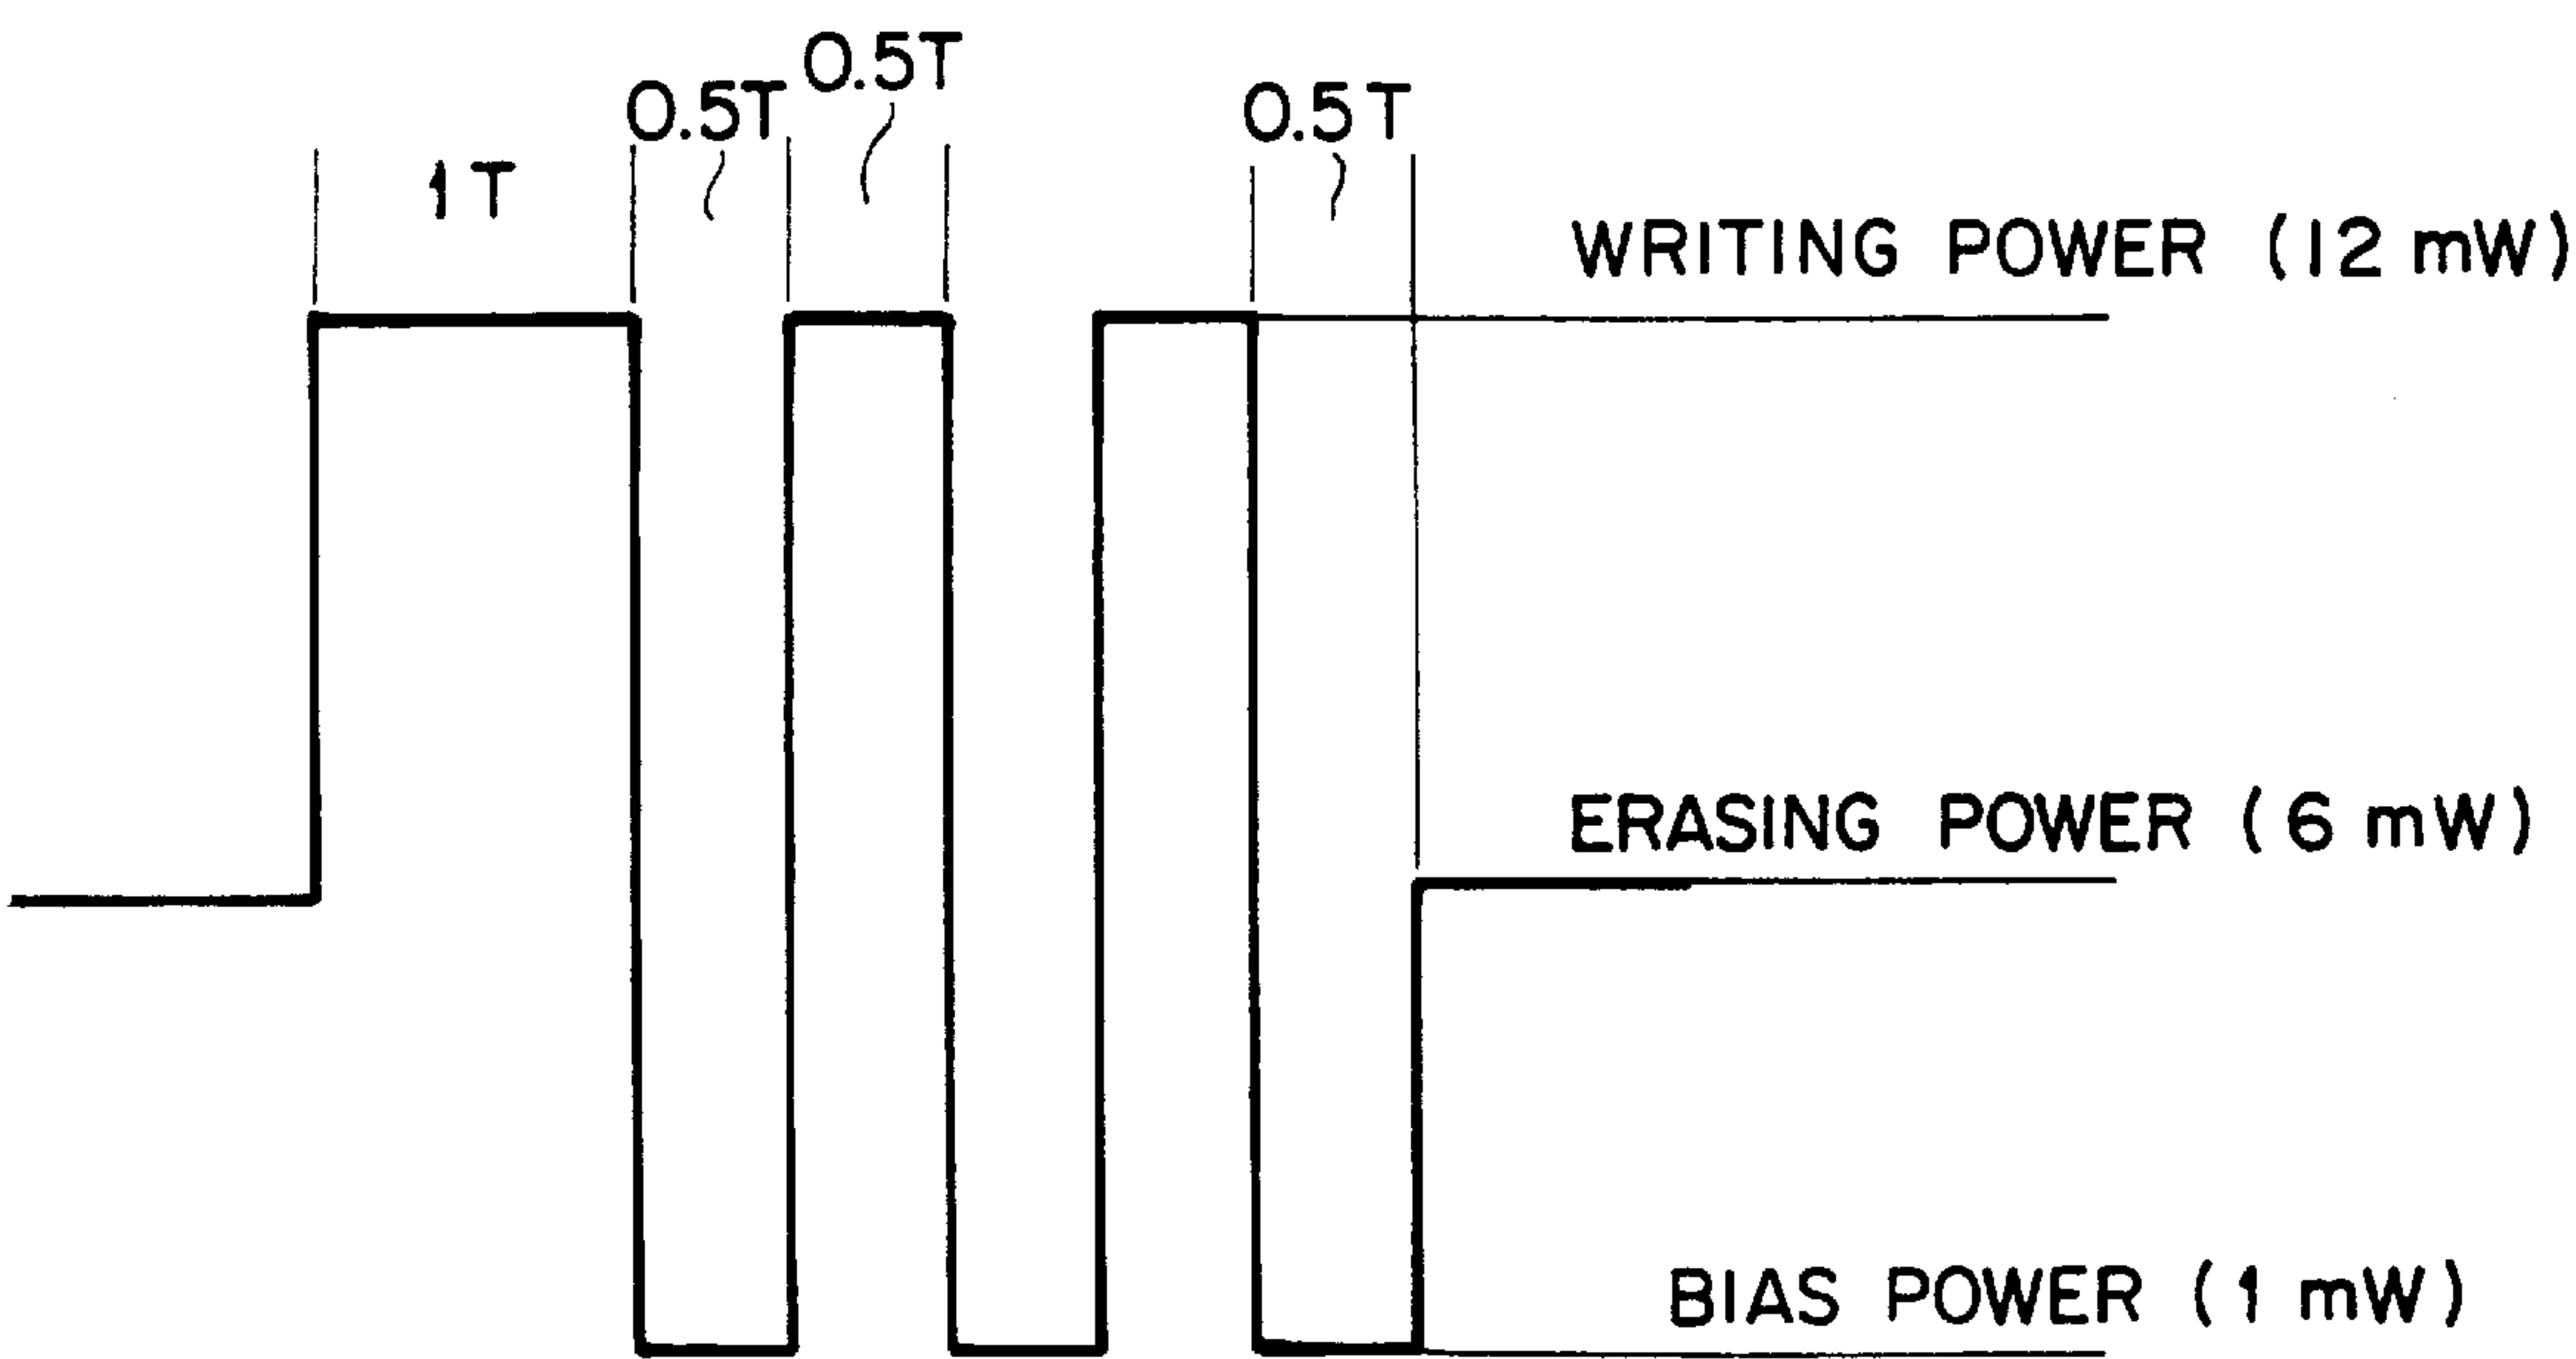 0.5T
0.5T
0.5T
1T
WRITING POWER (12 mW)
ERASING POWER (6 mW)
BIAS POWER (1 mW)